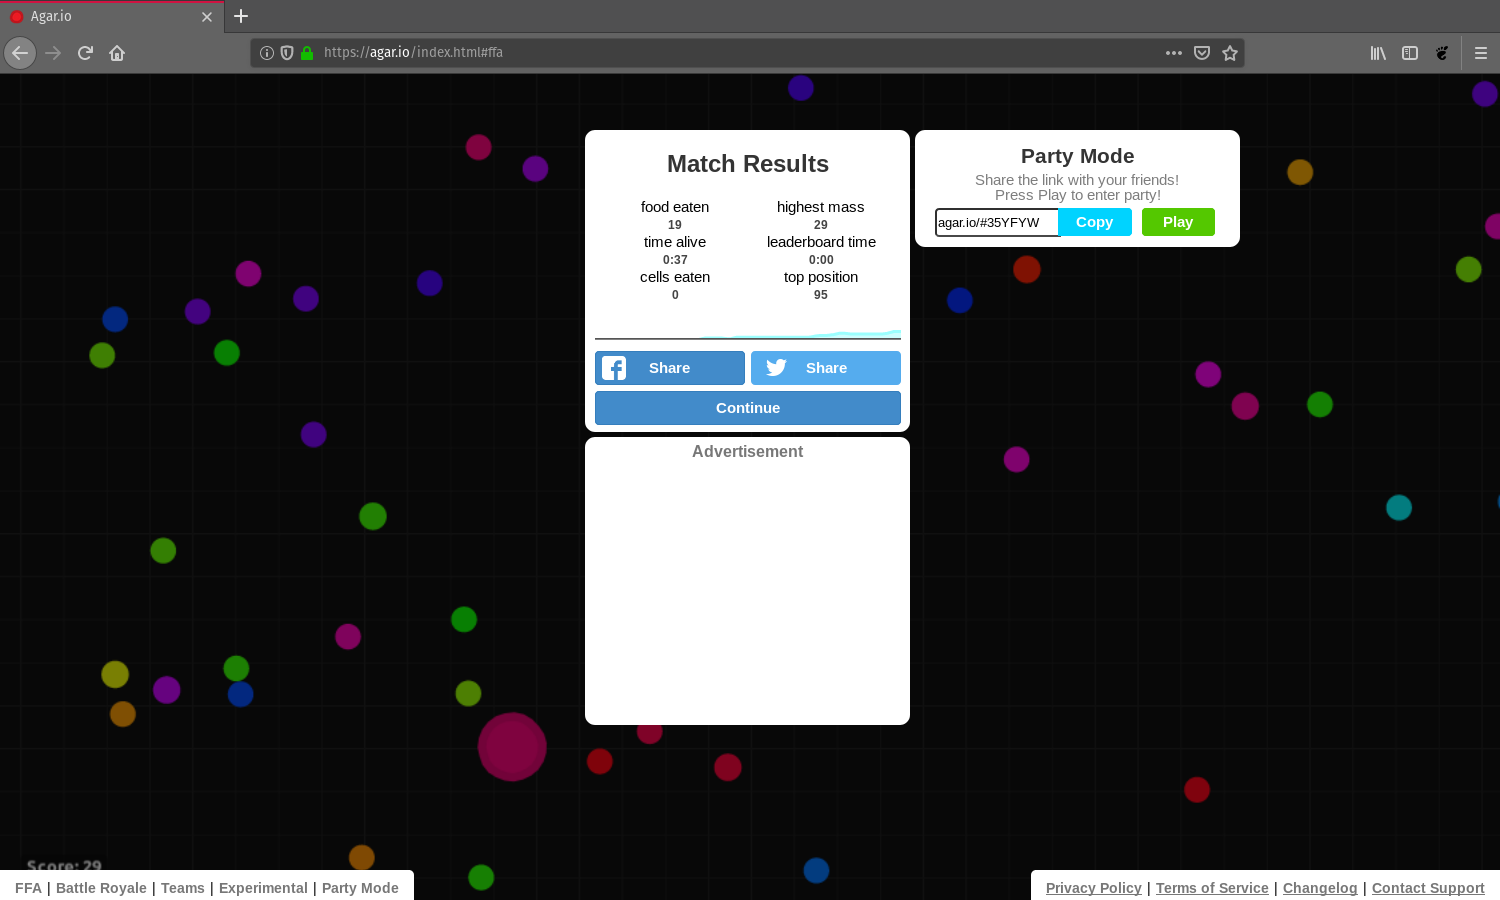 Agar.io
https://agar.io/index.html#ffa
Match Results
food eaten
19
highest mass
29
time alive
0:37
leaderboard time
0:00
cells eaten
0
top position
95
Share
Share
Continue
Advertisement
Party Mode
Share the link with your friends!
Press Play to enter party!
agar.io/#35YFYW
Copy
Play
Score: 29
FFA | Battle Royale | Teams | Experimental | Party Mode
Privacy Policy | Terms of Service | Changelog | Contact Support